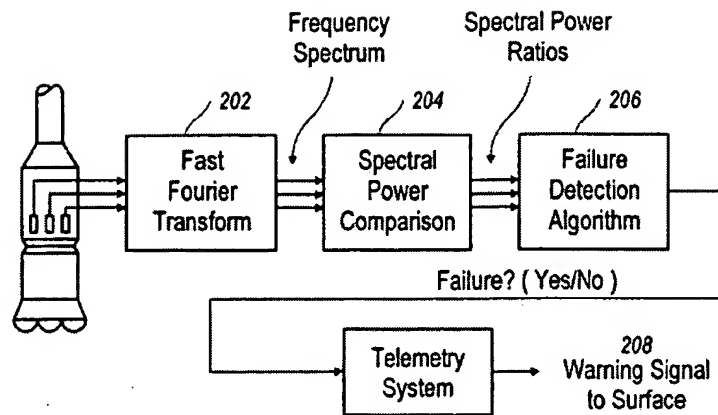 Frequency
Spectrum
Spectral Power
Ratios
202
204
206
Fast
Fourier
Transform
Spectral
Power
Comparison
Failure
Detection
Algorithm
Failure? ( Yes/No )
Telemetry
System
208
Warning Signal
to Surface